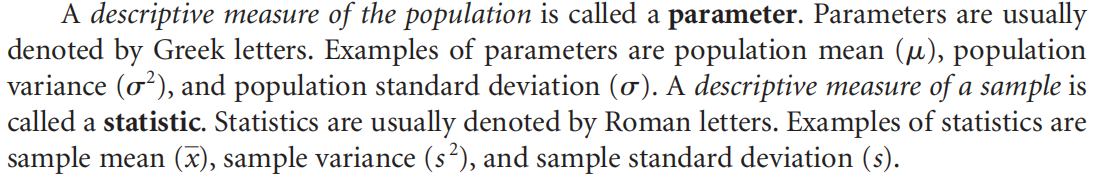 A descriptive measure of the population is called a parameter. Parameters are usually
denoted by Greek letters. Examples of parameters are population mean (μ), population
variance (σ²), and population standard deviation (σ). A descriptive measure of a sample is
called a statistic. Statistics are usually denoted by Roman letters. Examples of statistics are
sample mean (x̄), sample variance (s²), and sample standard deviation (s).